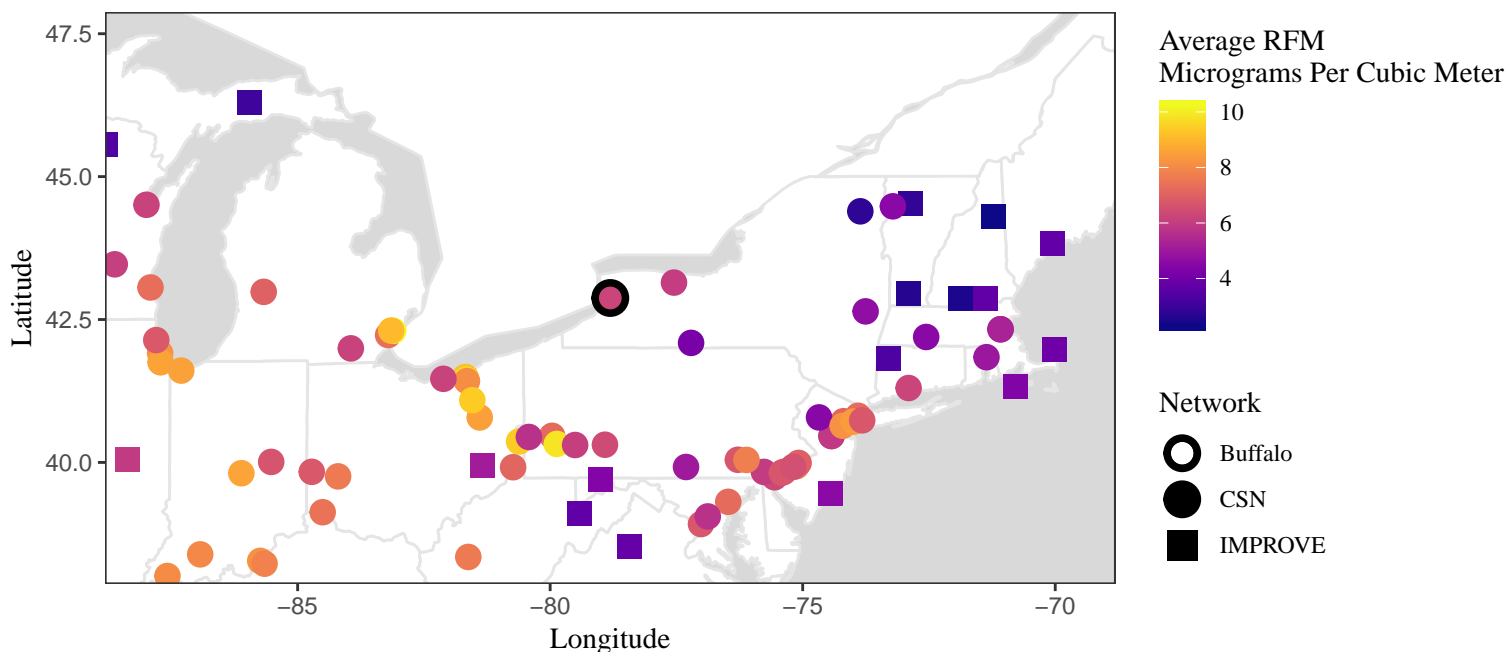 47.5
45.0
42.5
40.0
Latitude
−85
−80
−75
−70
Longitude
Average RFM
Micrograms Per Cubic Meter
10
8
6
4
Network
Buffalo
CSN
IMPROVE